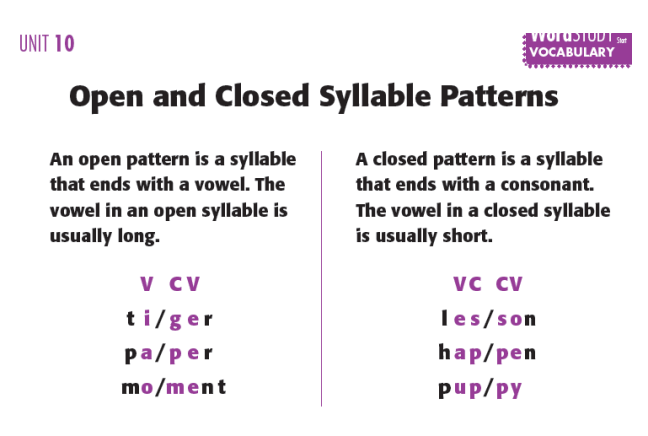 UNIT 10
WordSTUDY Start
VOCABULARY
Open and Closed Syllable Patterns
An open pattern is a syllable
that ends with a vowel. The
vowel in an open syllable is
usually long.
V CV
ti/ger
pa/per
mo/ment
A closed pattern is a syllable
that ends with a consonant.
The vowel in a closed syllable
is usually short.
VC CV
les/son
hap/pen
pup/py